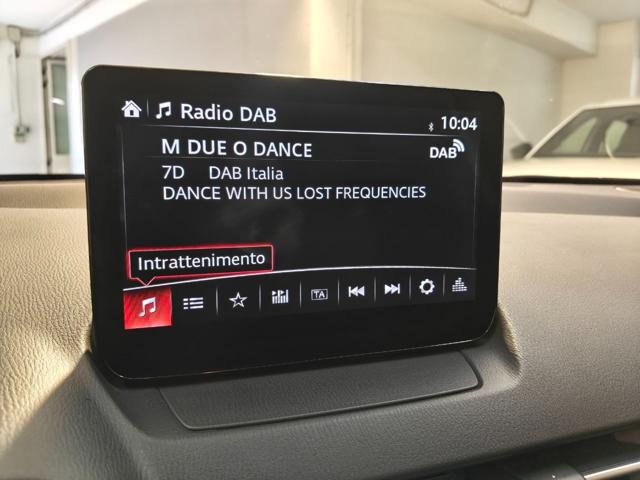 Radio DAB
10:04
M DUE O DANCE
DAB
7D DAB Italia
DANCE WITH US LOST FREQUENCIES
Intrattenimento
TA